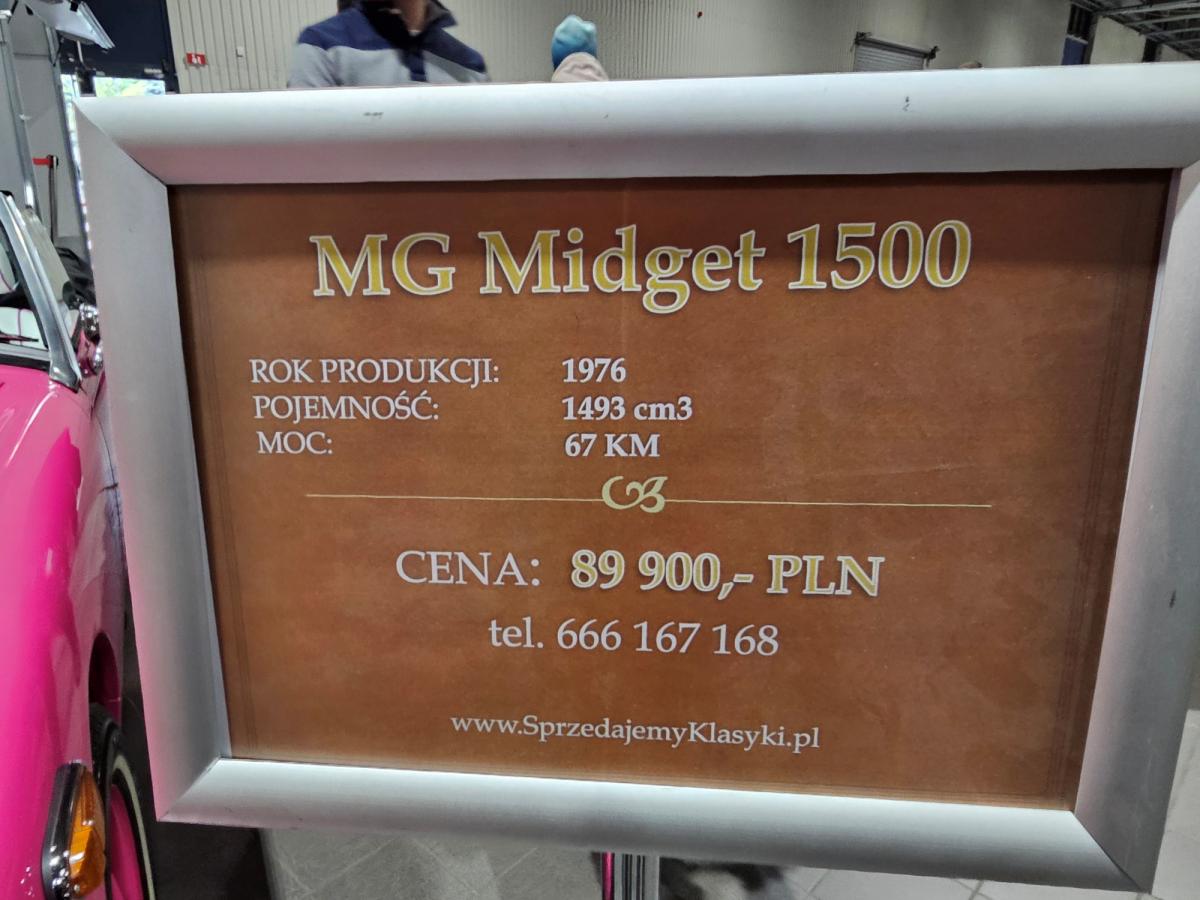 MG Midget 1500
ROK PRODUKCJI: 1976
POJEMNOŚĆ: 1493 cm3
MOC: 67 KM
CENA: 89 900,- PLN
tel. 666 167 168
www.SprzedajemyKlasyki.pl